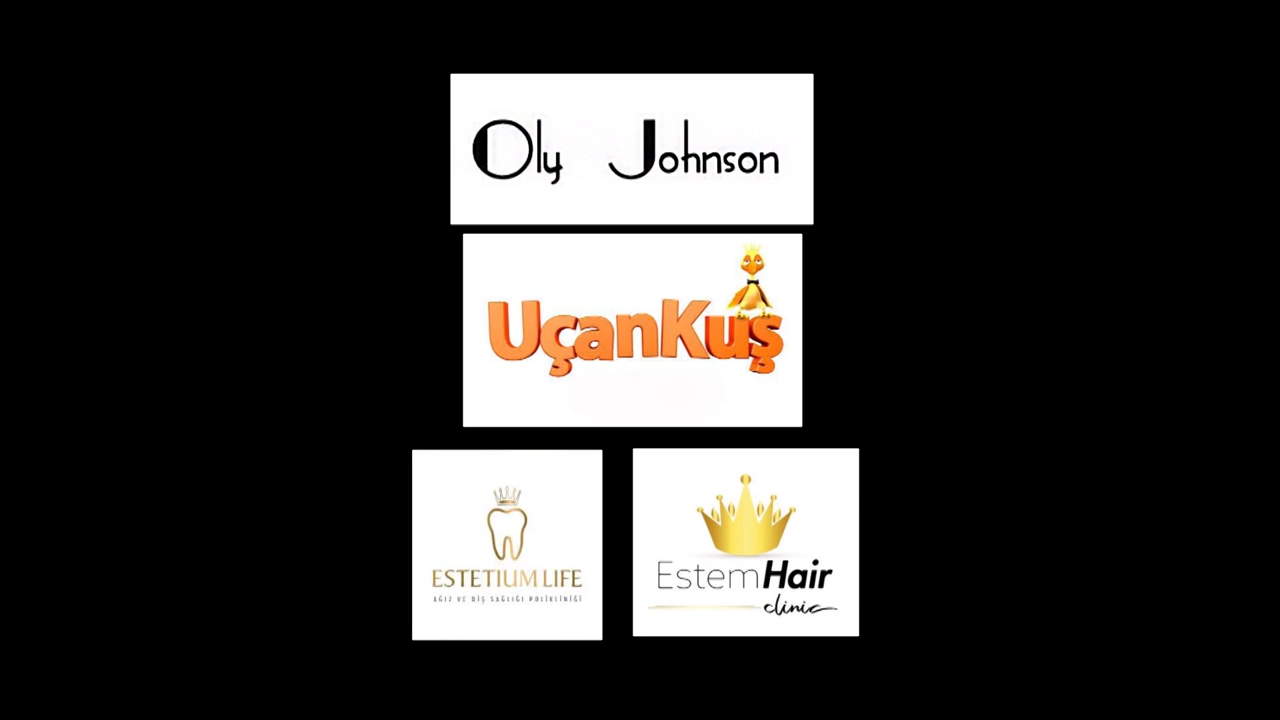 Oly Johnson
UçanKuş
ESTETIUM LIFE
AĞIZ VE DİŞ SAĞLIĞI POLİKLİNİĞİ
EstemHair
clinic